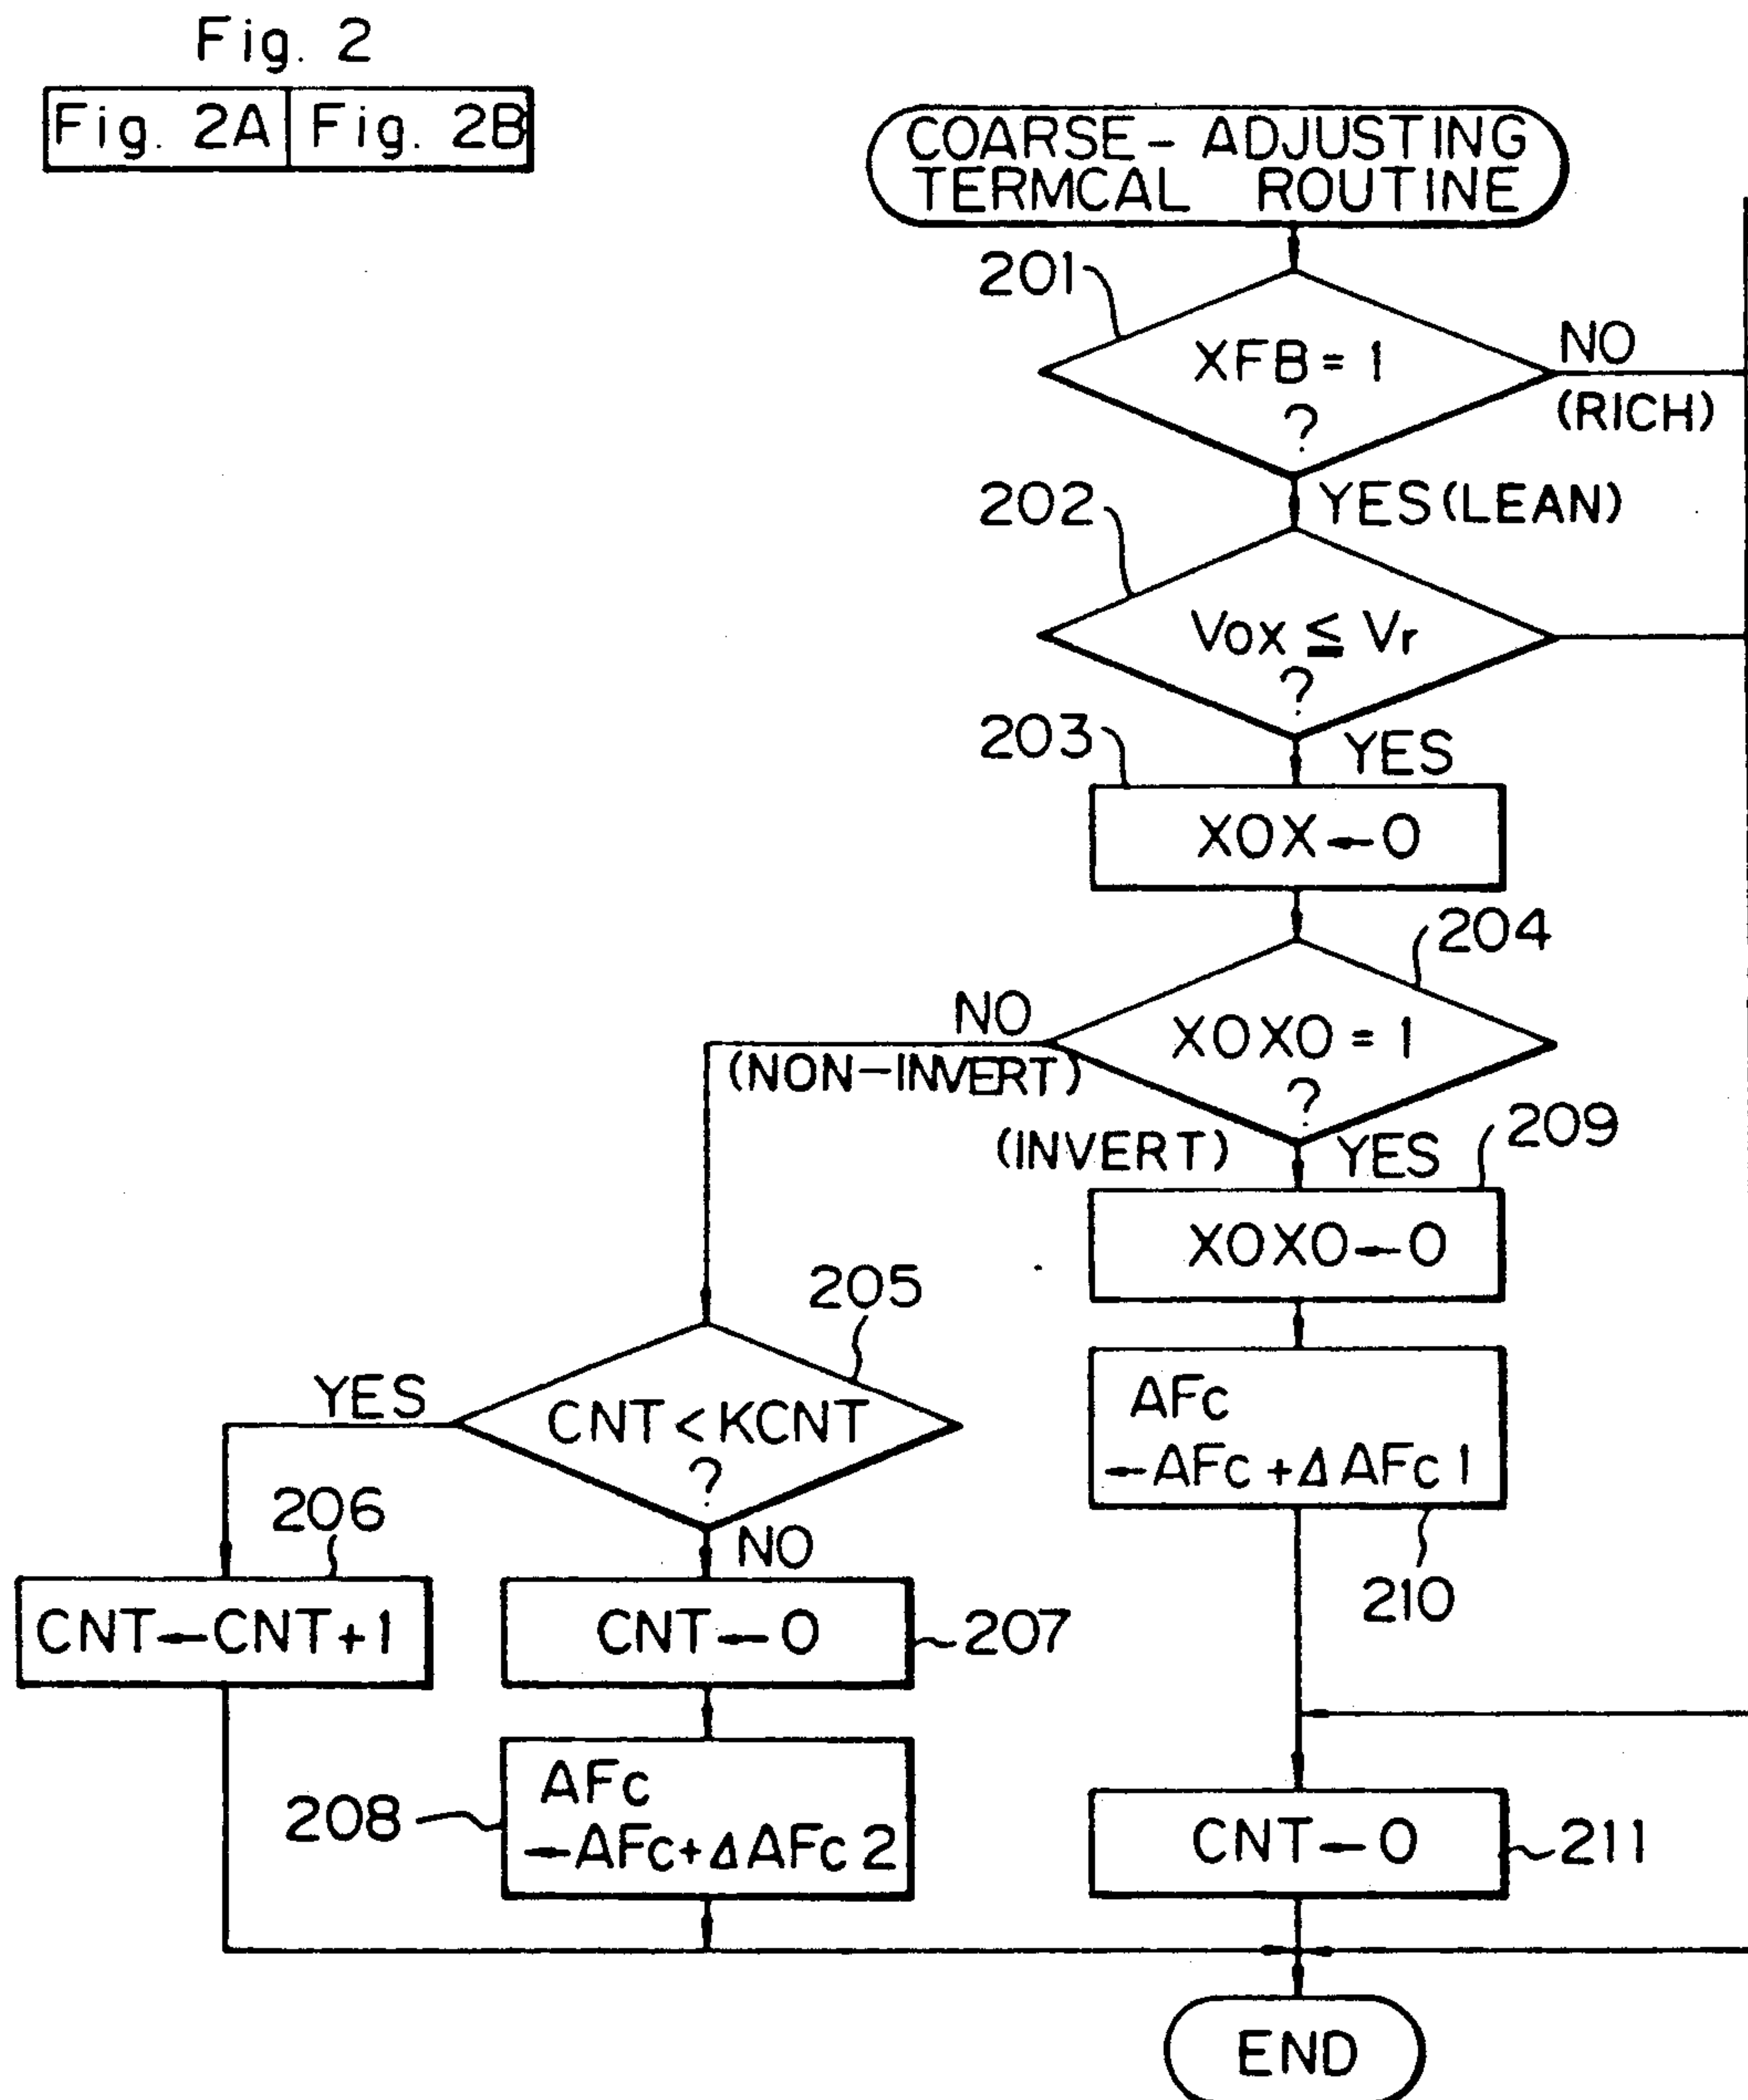 Fig. 2
Fig. 2A Fig. 2B
COARSE-ADJUSTING
TERMCAL ROUTINE
201
XFB = 1
?
NO
(RICH)
202
YES (LEAN)
Vox ≦ Vr
?
203
YES
XOX ← 0
204
NO
(NON-INVERT)
XOXO = 1
?
(INVERT)
YES
209
XOXO ← 0
205
YES
CNT < KCNT
?
AFc
← AFc + Δ AFc 1
210
206
NO
CNT ← CNT + 1
CNT ← 0
207
208
AFc
← AFc + Δ AFc 2
CNT ← 0
211
END